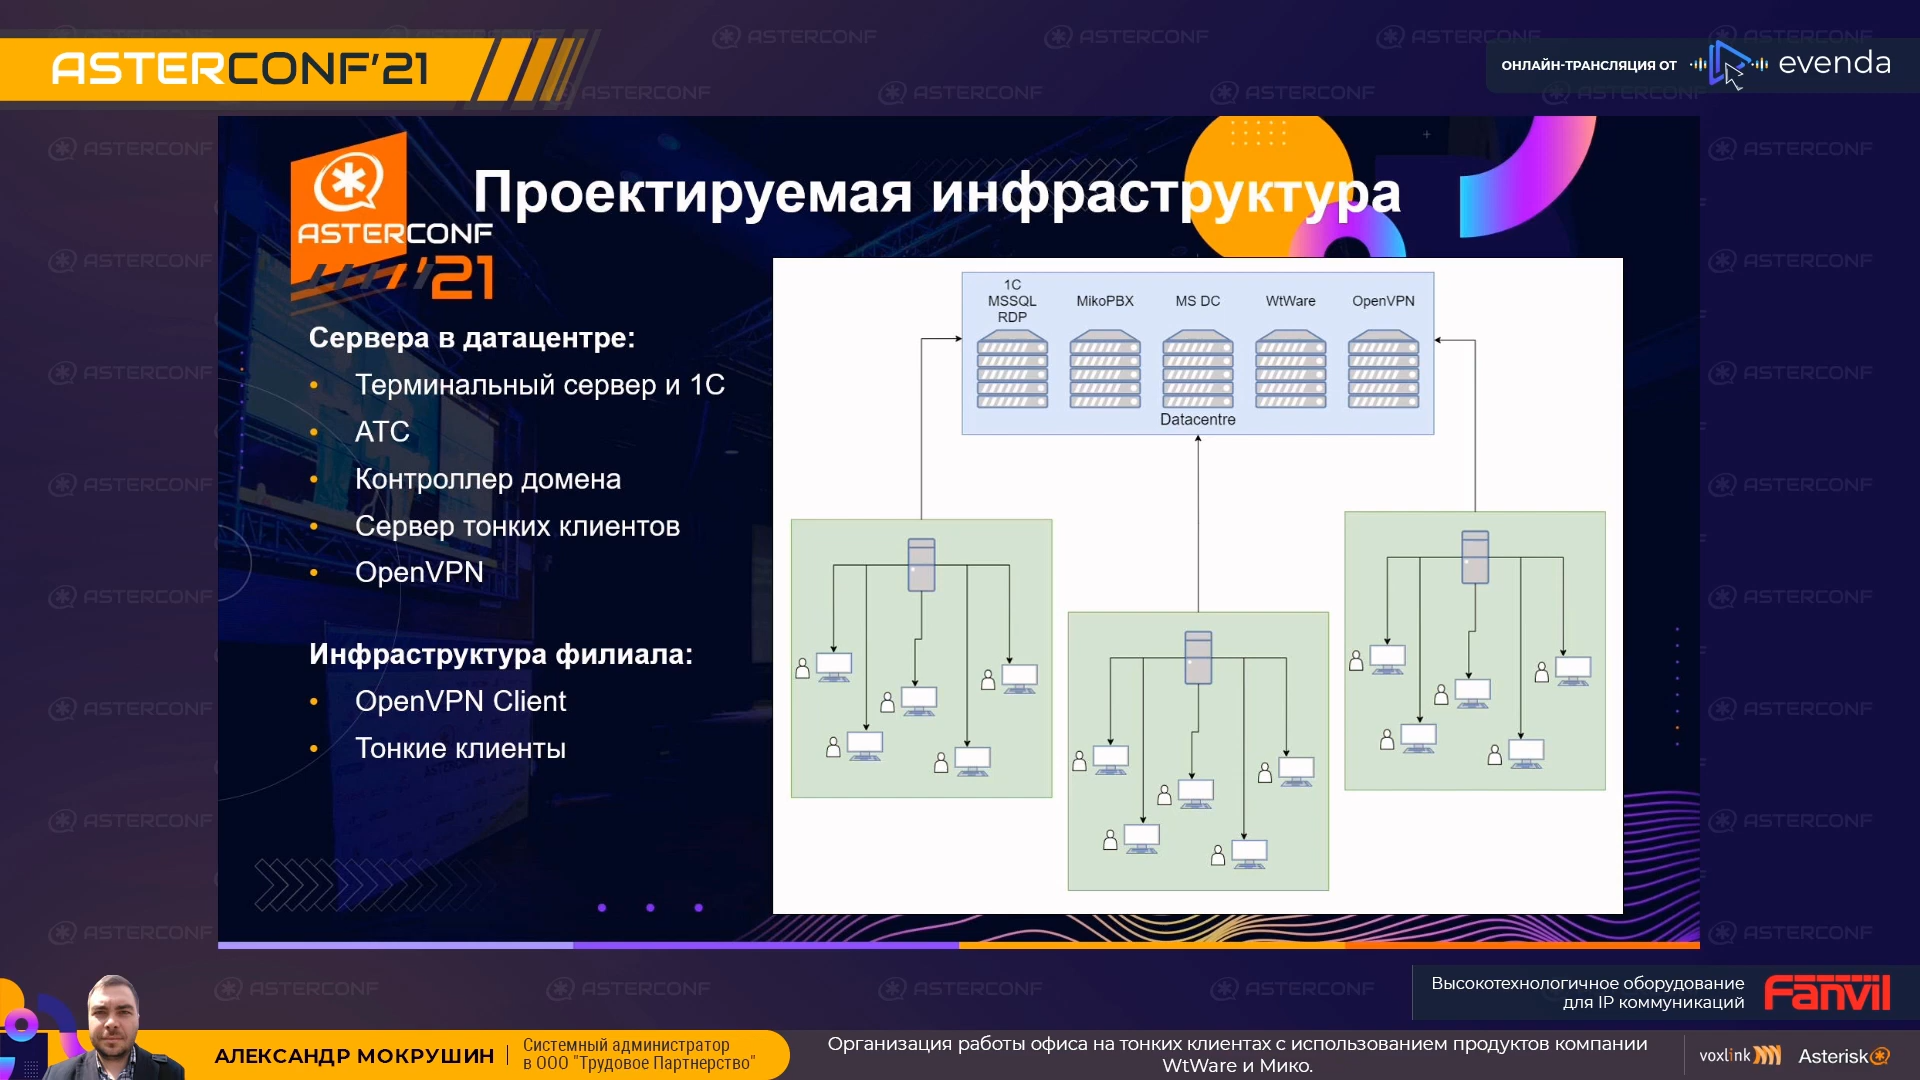 ASTERCONF’21
ОНЛАЙН-ТРАНСЛЯЦИЯ ОТ
evenda
ASTERCONF
’21
Проектируемая инфраструктура
Сервера в датацентре:
• Терминальный сервер и 1С
• АТС
• Контроллер домена
• Сервер тонких клиентов
• OpenVPN
Инфраструктура филиала:
• OpenVPN Client
• Тонкие клиенты
1C
MSSQL
RDP
MikoPBX
MS DC
WtWare
OpenVPN
Datacentre
Высокотехнологичное оборудование
для IP коммуникаций
Fanvil
АЛЕКСАНДР МОКРУШИН
Системный администратор
в ООО "Трудовое Партнерство"
Организация работы офиса на тонких клиентах с использованием продуктов компании
WtWare и Мико.
voxlink
Asterisk